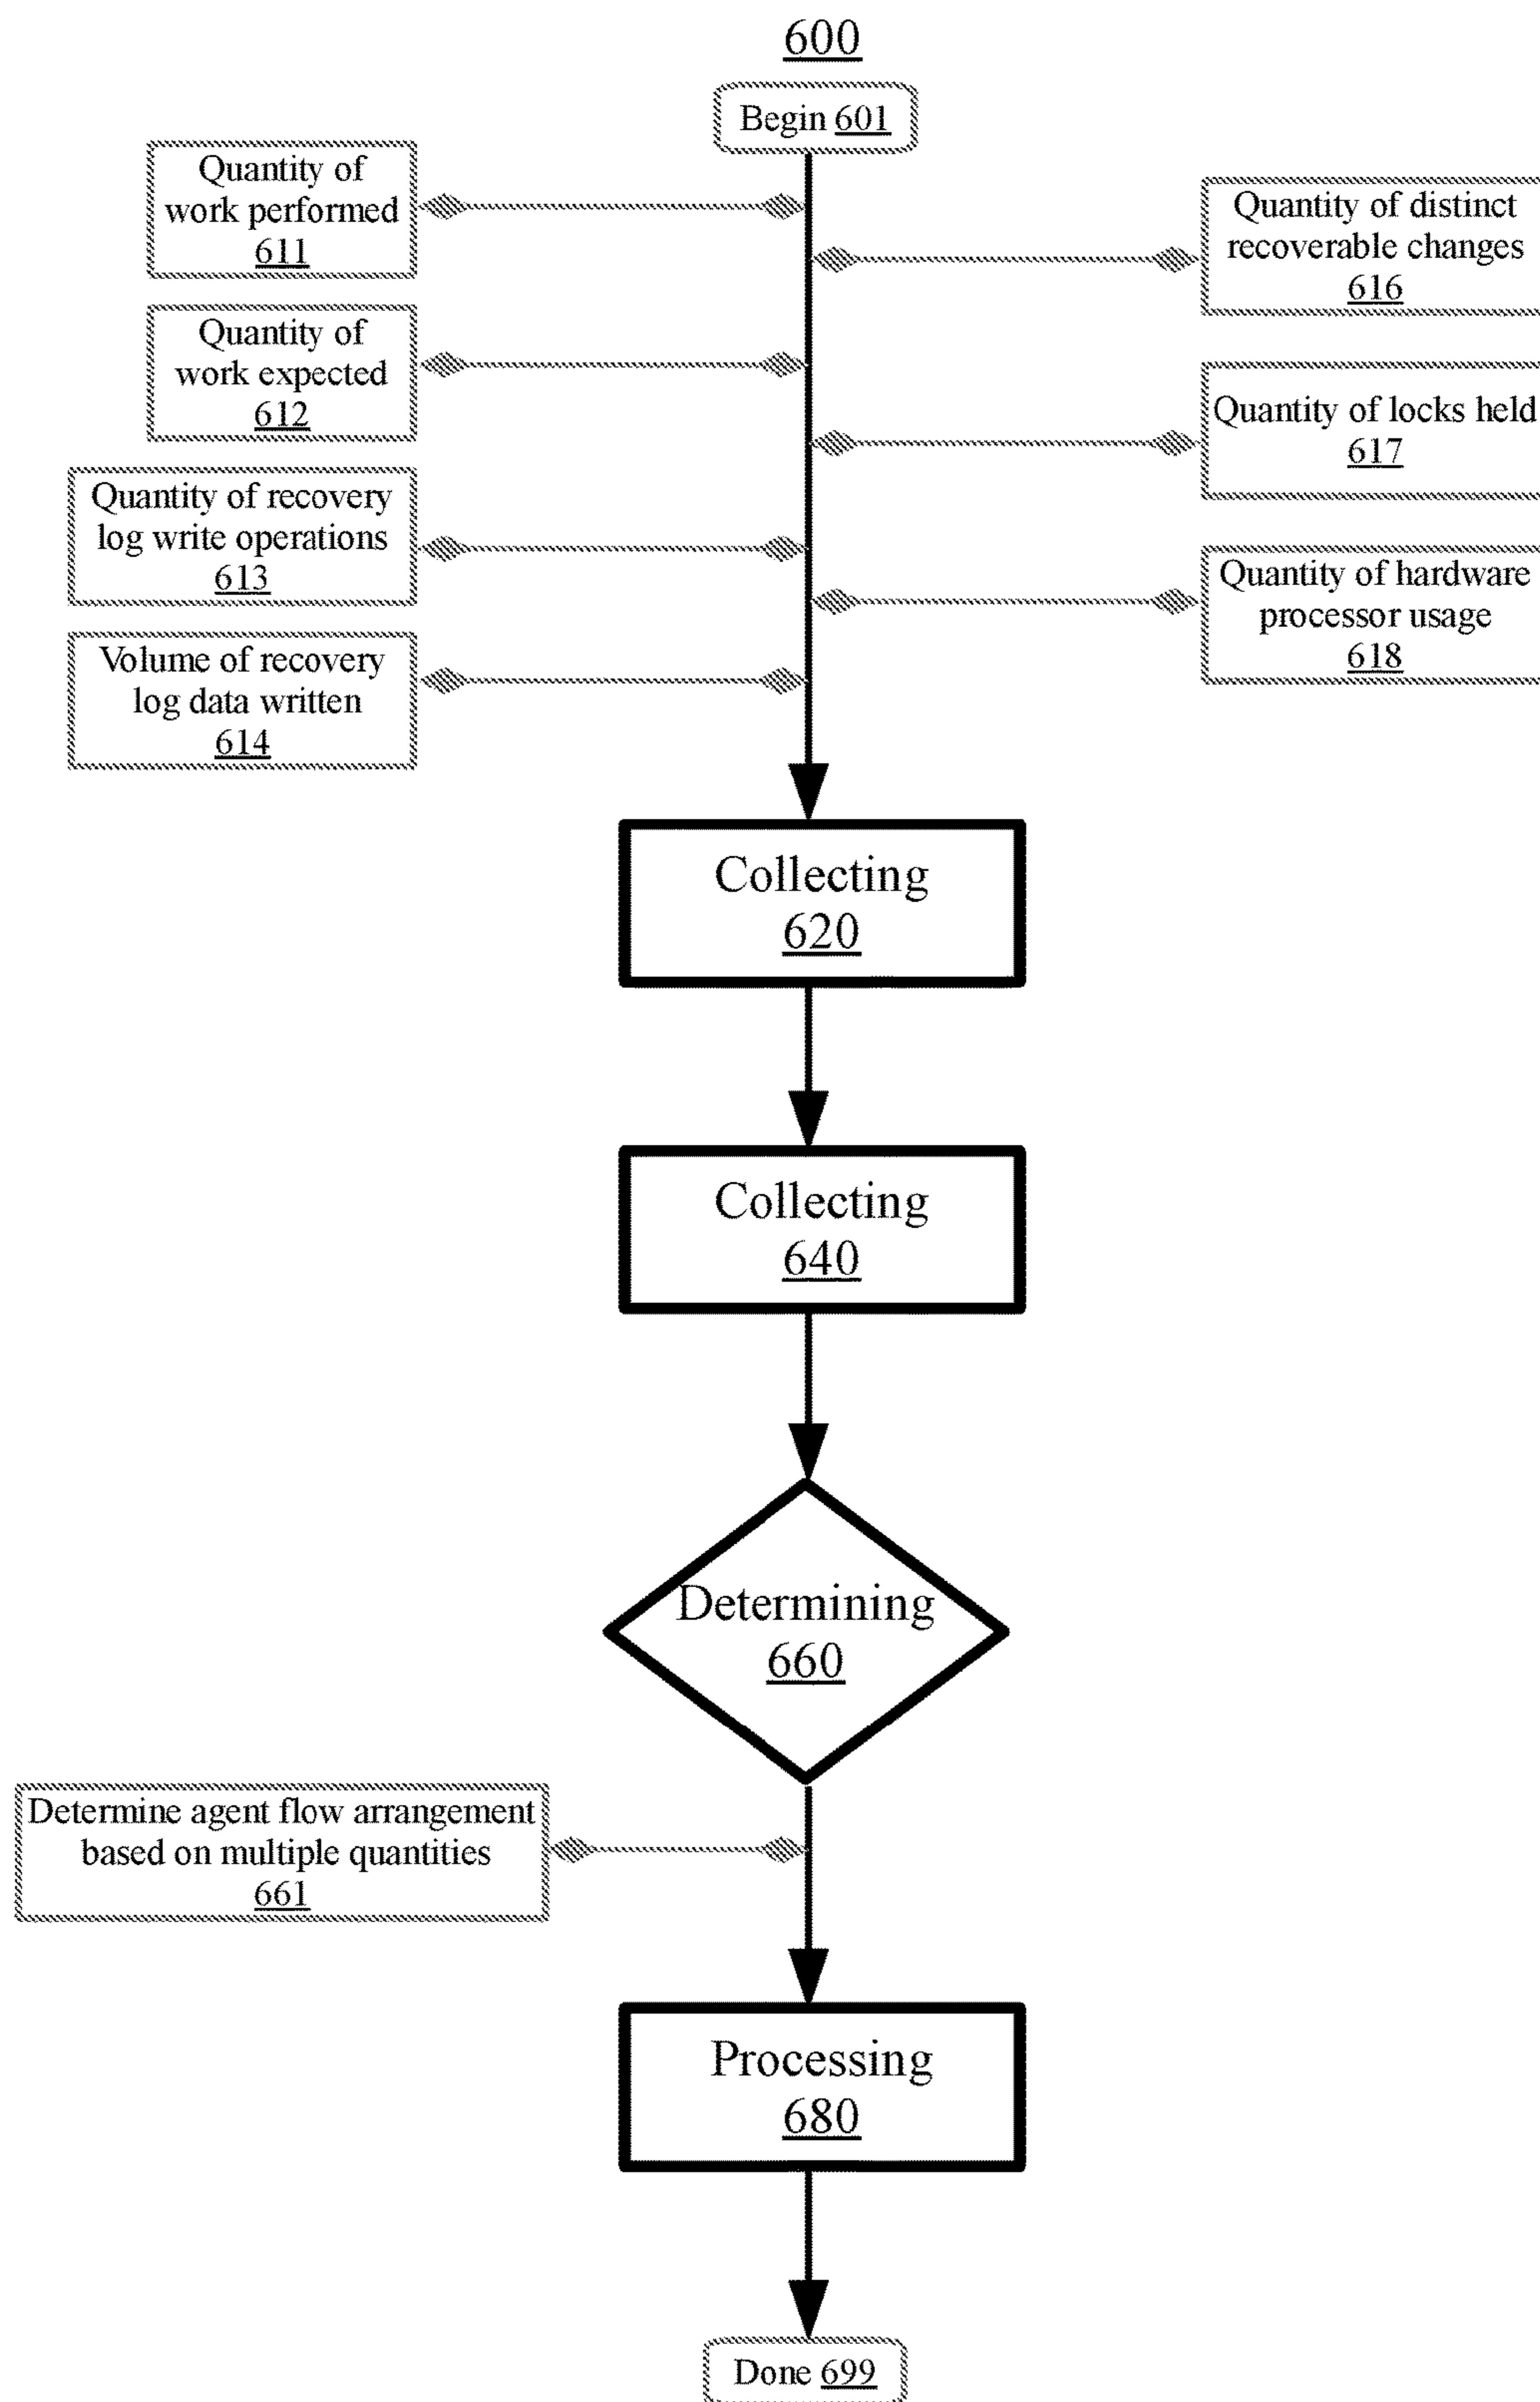 600
Begin 601
Quantity of
work performed
611
Quantity of distinct
recoverable changes
616
Quantity of
work expected
612
Quantity of locks held
617
Quantity of recovery
log write operations
613
Quantity of hardware
processor usage
618
Volume of recovery
log data written
614
Collecting
620
Collecting
640
Determining
660
Determine agent flow arrangement
based on multiple quantities
661
Processing
680
Done 699